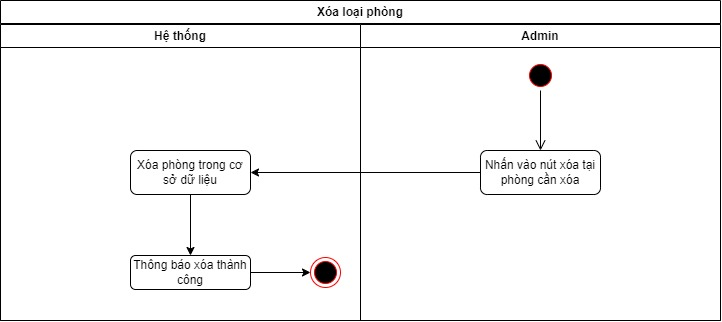 Xóa loại phòng
Hệ thống
Admin
Nhấn vào nút xóa tại
phòng cần xóa
Xóa phòng trong cơ
sở dữ liệu
Thông báo xóa thành
công